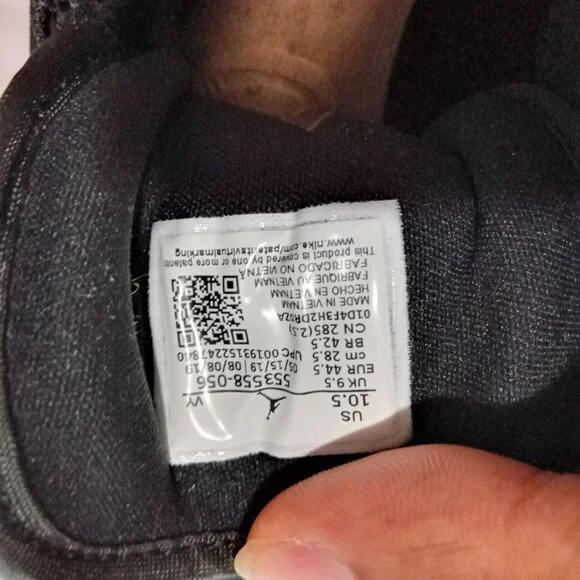 US
10.5 W
UK 9.5 553558-056
EUR 44.5 05/15/19 | 08/08/19
cm 28.5 UPC 00193152247840
BR 42.5
CN 285(2.5)
01D4F3H2DR0ZA
MADE IN VIETNAM
HECHO EN VIETNAM
FABRIQUÉ AU VIETNAM
FABRICADO NO VIETNA
This product is covered by one or more patents
www.nike.com/patentsvirtualmarking